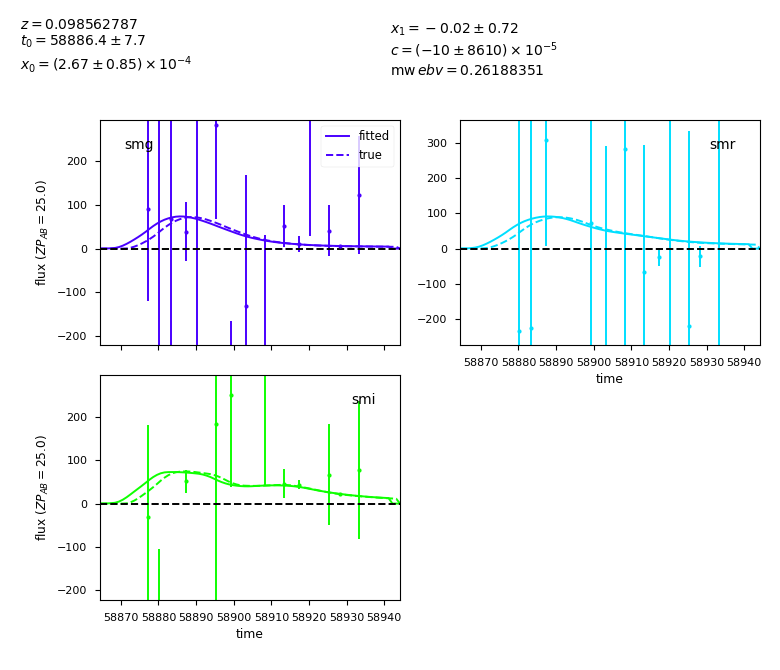 z = 0.098562787
t₀ = 58886.4 ± 7.7
x₀ = (2.67 ± 0.85) × 10⁻⁴
x₁ = −0.02 ± 0.72
c = (−10 ± 8610) × 10⁻⁵
mw ebv = 0.26188351
smg
fitted
true
200
100
0
−100
−200
flux (ZP_AB = 25.0)
smr
300
200
100
0
−100
−200
58870 58880 58890 58900 58910 58920 58930 58940
time
smi
200
100
0
−100
−200
flux (ZP_AB = 25.0)
58870 58880 58890 58900 58910 58920 58930 58940
time